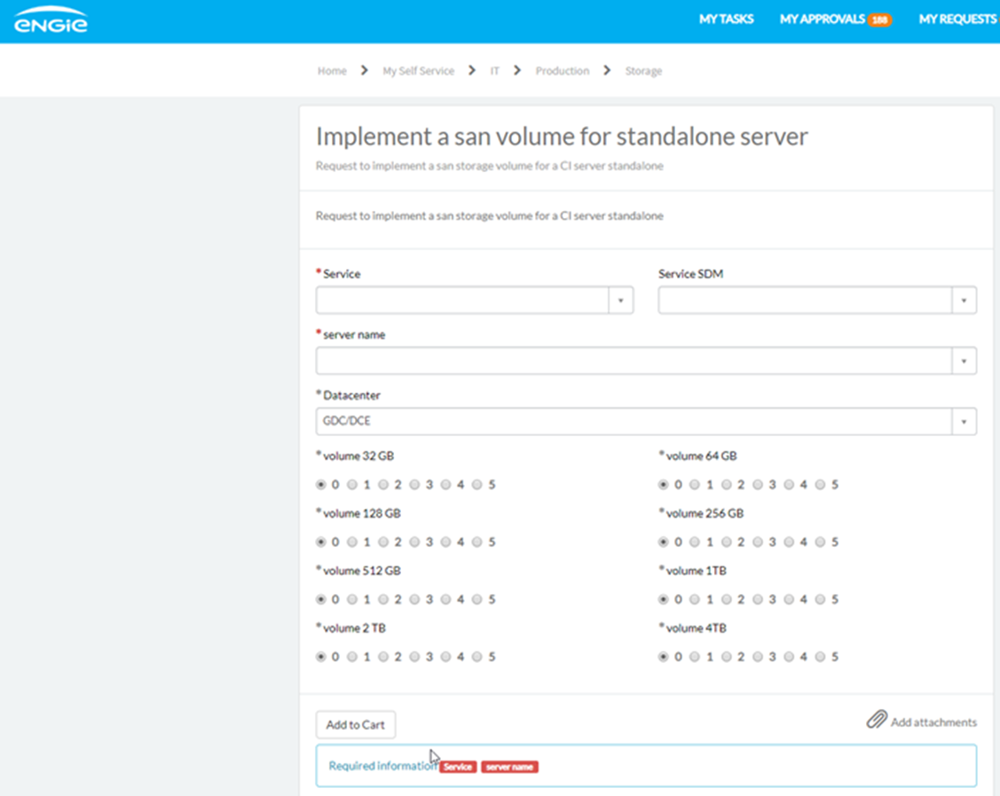 ENGIE
MY TASKS MY APPROVALS 188 MY REQUESTS
Home > My Self Service > IT > Production > Storage
Implement a san volume for standalone server
Request to implement a san storage volume for a CI server standalone
Request to implement a san storage volume for a CI server standalone
* Service Service SDM
* server name
* Datacenter
GDC/DCE
* volume 32 GB * volume 64 GB
0 1 2 3 4 5 0 1 2 3 4 5
* volume 128 GB * volume 256 GB
0 1 2 3 4 5 0 1 2 3 4 5
* volume 512 GB * volume 1TB
0 1 2 3 4 5 0 1 2 3 4 5
* volume 2 TB * volume 4TB
0 1 2 3 4 5 0 1 2 3 4 5
Add to Cart Add attachments
Required information Service server name